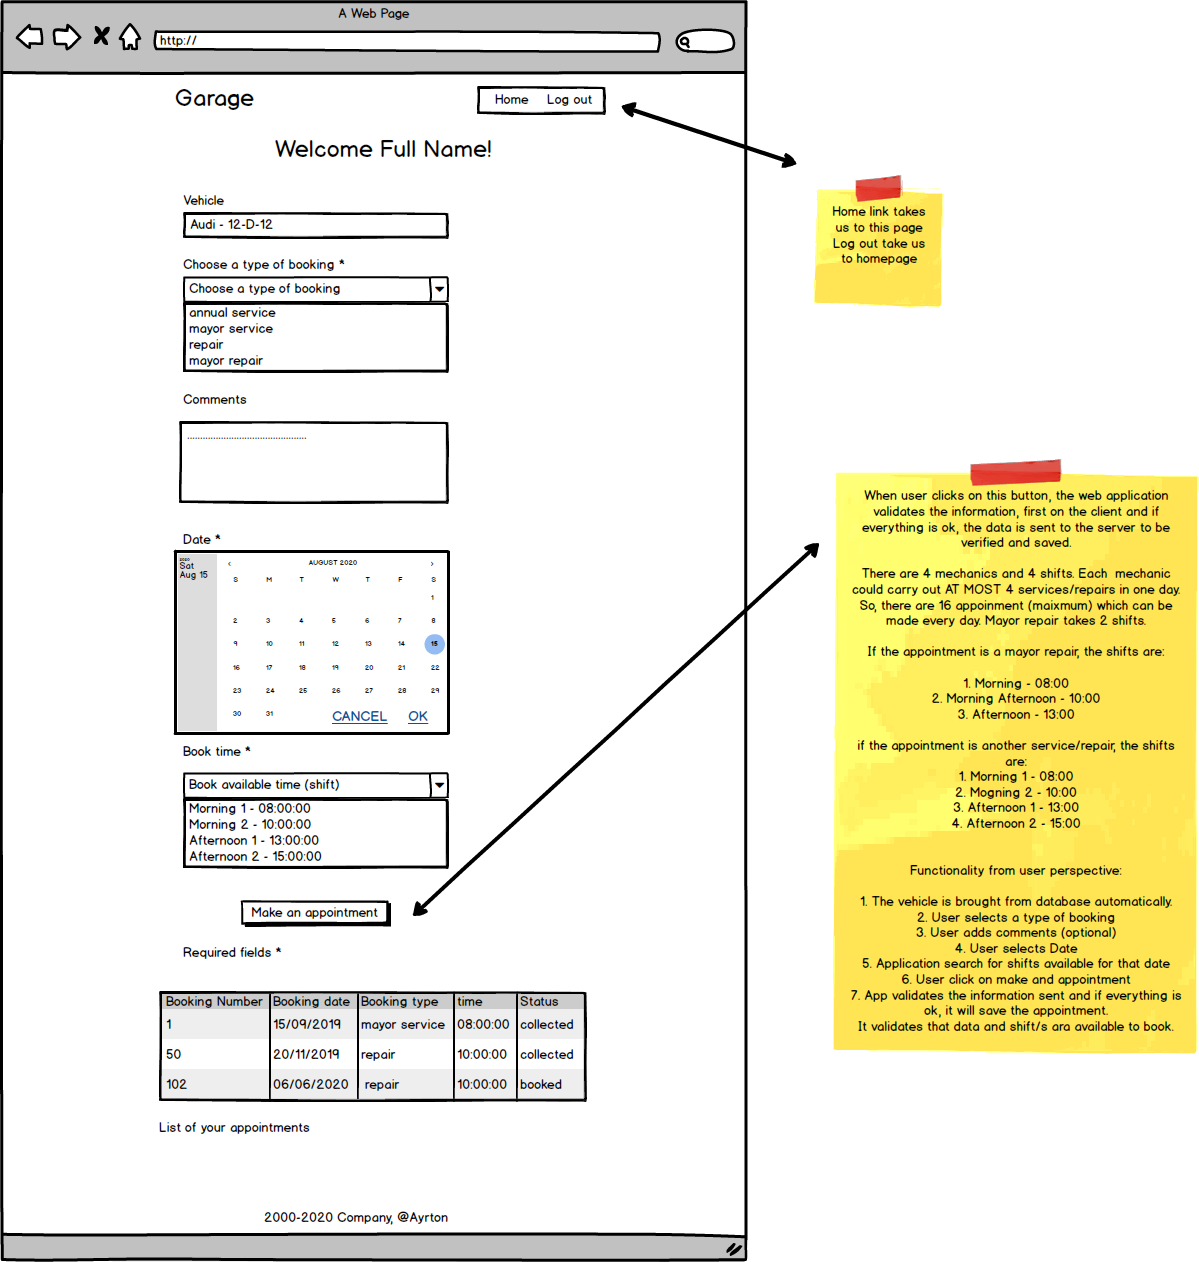 A Web Page
http://
Garage
Home Log out
Welcome Full Name!
Vehicle
Audi - 12-D-12
Choose a type of booking *
Choose a type of booking
annual service
mayor service
repair
mayor repair
Comments
................................................
Date *
2020
Sat
Aug 15
‹ AUGUST 2020 ›
S M T W T F S
1
2 3 4 5 6 7 8
9 10 11 12 13 14 15
16 17 18 19 20 21 22
23 24 25 26 27 28 29
30 31
CANCEL OK
Book time *
Book available time (shift)
Morning 1 - 08:00:00
Morning 2 - 10:00:00
Afternoon 1 - 13:00:00
Afternoon 2 - 15:00:00
Make an appointment
Required fields *
Booking Number Booking date Booking type time Status
1 15/09/2019 mayor service 08:00:00 collected
50 20/11/2019 repair 10:00:00 collected
102 06/06/2020 repair 10:00:00 booked
List of your appointments
2000-2020 Company, @Ayrton
Home link takes
us to this page
Log out take us
to homepage
When user clicks on this button, the web application
validates the information, first on the client and if
everything is ok, the data is sent to the server to be
verified and saved.
There are 4 mechanics and 4 shifts. Each mechanic
could carry out AT MOST 4 services/repairs in one day.
So, there are 16 appoinment (maixmum) which can be
made every day. Mayor repair takes 2 shifts.
If the appointment is a mayor repair, the shifts are:
1. Morning - 08:00
2. Morning Afternoon - 10:00
3. Afternoon - 13:00
if the appointment is another service/repair, the shifts
are:
1. Morning 1 - 08:00
2. Mogning 2 - 10:00
3. Afternoon 1 - 13:00
4. Afternoon 2 - 15:00
Functionality from user perspective:
1. The vehicle is brought from database automatically.
2. User selects a type of booking
3. User adds comments (optional)
4. User selects Date
5. Application search for shifts available for that date
6. User click on make and appointment
7. App validates the information sent and if everything is
ok, it will save the appointment.
It validates that data and shift/s ara available to book.